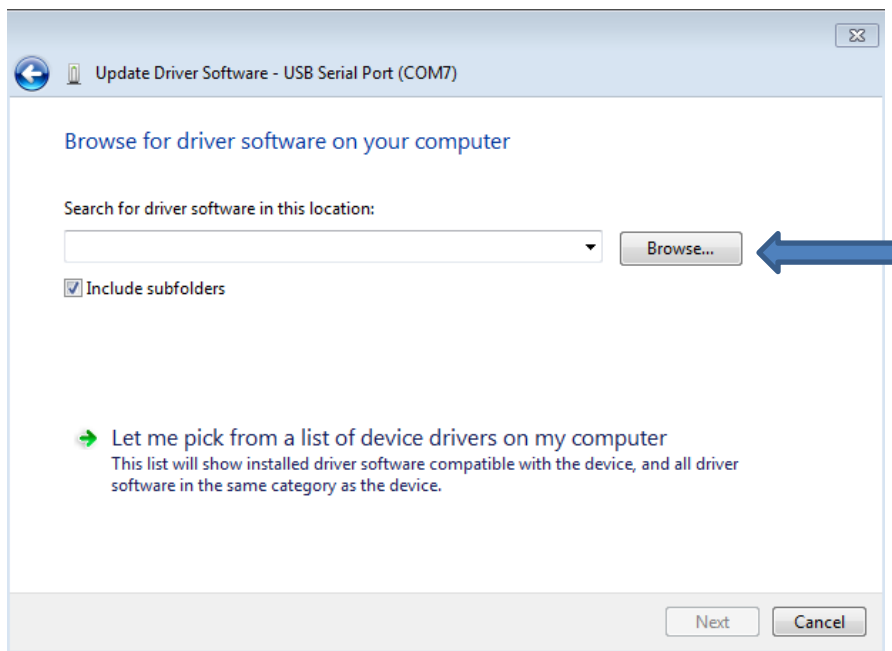 Update Driver Software - USB Serial Port (COM7)
Browse for driver software on your computer
Search for driver software in this location:
Browse...
Include subfolders
Let me pick from a list of device drivers on my computer
This list will show installed driver software compatible with the device, and all driver
software in the same category as the device.
Next
Cancel